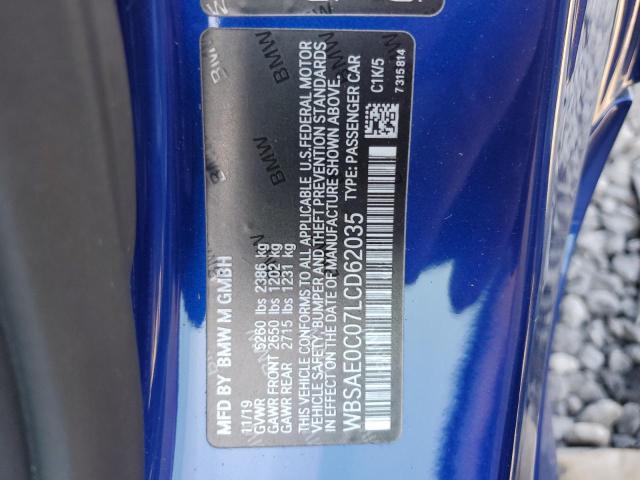 MFD BY BMW M GMBH
11/19
GVWR 5260 lbs 2386 kg
GAWR FRONT 2650 lbs 1202 kg
GAWR REAR 2715 lbs 1231 kg
THIS VEHICLE CONFORMS TO ALL APPLICABLE U.S.FEDERAL MOTOR
VEHICLE SAFETY, BUMPER AND THEFT PREVENTION STANDARDS
IN EFFECT ON THE DATE OF MANUFACTURE SHOWN ABOVE.
WBSAE0C07LCD62035 TYPE: PASSENGER CAR
C1K/5
7 315 814
BMW
BMW
BMW
BMW
BMW
BMW